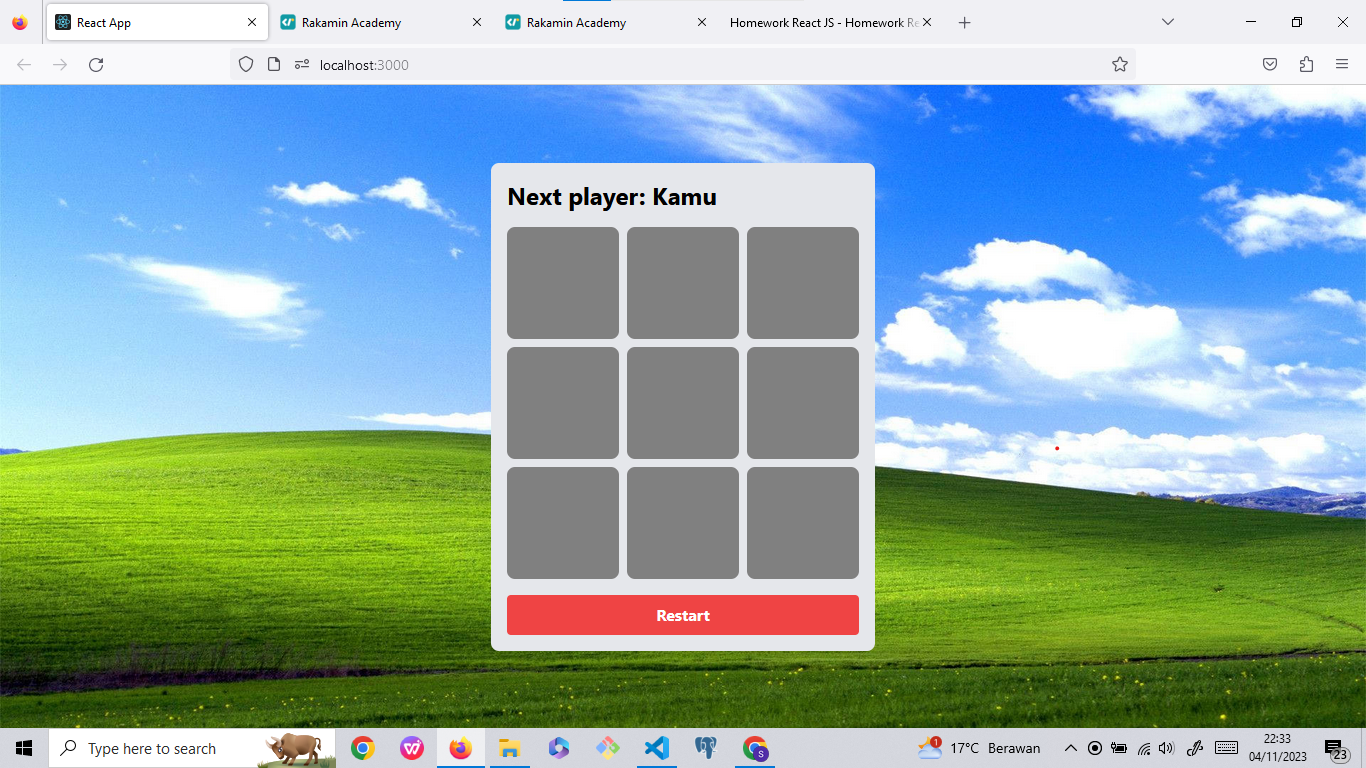 React App
Rakamin Academy
Rakamin Academy
Homework React JS - Homework Re
localhost:3000
Next player: Kamu
Restart
Type here to search
1
17°C Berawan
22:33
04/11/2023
23
S